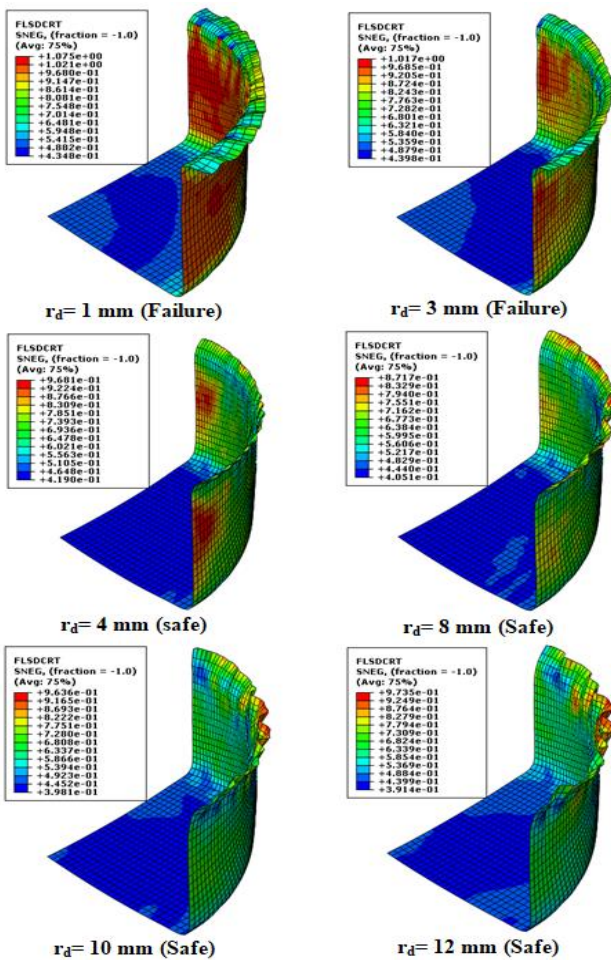 FLSDCRT
SNEG, (fraction = -1.0)
(Avg: 75%)
+1.075e+00
+1.021e+00
+9.680e-01
+9.147e-01
+8.614e-01
+8.081e-01
+7.548e-01
+7.014e-01
+6.481e-01
+5.948e-01
+5.415e-01
+4.882e-01
+4.348e-01
rd= 1 mm (Failure)
FLSDCRT
SNEG, (fraction = -1.0)
(Avg: 75%)
+1.017e+00
+9.685e-01
+9.205e-01
+8.724e-01
+8.243e-01
+7.763e-01
+7.282e-01
+6.801e-01
+6.321e-01
+5.840e-01
+5.359e-01
+4.879e-01
+4.398e-01
rd= 3 mm (Failure)
FLSDCRT
SNEG, (fraction = -1.0)
(Avg: 75%)
+9.681e-01
+9.224e-01
+8.766e-01
+8.309e-01
+7.851e-01
+7.393e-01
+6.936e-01
+6.478e-01
+6.021e-01
+5.563e-01
+5.105e-01
+4.648e-01
+4.190e-01
rd= 4 mm (safe)
FLSDCRT
SNEG, (fraction = -1.0)
(Avg: 75%)
+8.717e-01
+8.329e-01
+7.940e-01
+7.551e-01
+7.162e-01
+6.773e-01
+6.384e-01
+5.995e-01
+5.606e-01
+5.217e-01
+4.829e-01
+4.440e-01
+4.051e-01
rd= 8 mm (Safe)
FLSDCRT
SNEG, (fraction = -1.0)
(Avg: 75%)
+9.636e-01
+9.165e-01
+8.693e-01
+8.222e-01
+7.751e-01
+7.280e-01
+6.808e-01
+6.337e-01
+5.866e-01
+5.394e-01
+4.923e-01
+4.452e-01
+3.981e-01
rd= 10 mm (Safe)
FLSDCRT
SNEG, (fraction = -1.0)
(Avg: 75%)
+9.735e-01
+9.249e-01
+8.764e-01
+8.279e-01
+7.794e-01
+7.309e-01
+6.824e-01
+6.339e-01
+5.854e-01
+5.369e-01
+4.884e-01
+4.399e-01
+3.914e-01
rd= 12 mm (Safe)